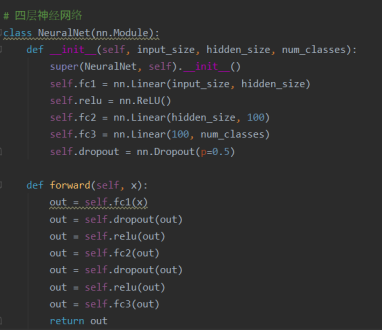 # 四层神经网络
class NeuralNet(nn.Module):
    def __init__(self, input_size, hidden_size, num_classes):
        super(NeuralNet, self).__init__()
        self.fc1 = nn.Linear(input_size, hidden_size)
        self.relu = nn.ReLU()
        self.fc2 = nn.Linear(hidden_size, 100)
        self.fc3 = nn.Linear(100, num_classes)
        self.dropout = nn.Dropout(p=0.5)
    def forward(self, x):
        out = self.fc1(x)
        out = self.dropout(out)
        out = self.relu(out)
        out = self.fc2(out)
        out = self.dropout(out)
        out = self.relu(out)
        out = self.fc3(out)
        return out